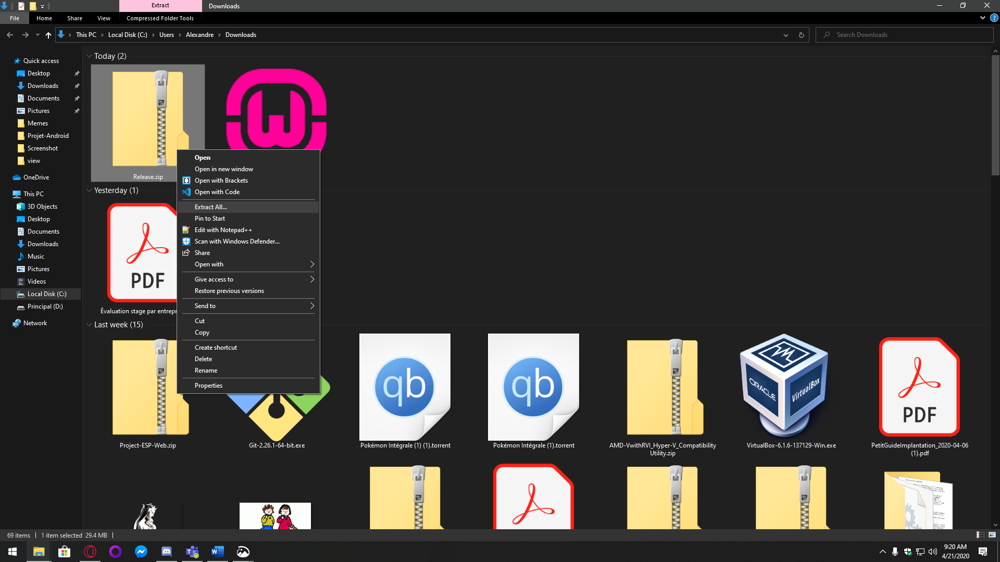 Extract
Downloads
File
Home
Share
View
Compressed Folder Tools
This PC
Local Disk (C:)
Users
Alexandre
Downloads
Search Downloads
Quick access
Desktop
Downloads
Documents
Pictures
Memes
Projet-Android
Screenshot
view
OneDrive
This PC
3D Objects
Desktop
Documents
Downloads
Music
Pictures
Videos
Local Disk (C:)
Principal (D:)
Network
Today (2)
W
Release.zip
Open
Open in new window
Open with Brackets
Open with Code
Extract All...
Pin to Start
Edit with Notepad++
Scan with Windows Defender...
Share
Open with
Give access to
Restore previous versions
Send to
Cut
Copy
Create shortcut
Delete
Rename
Properties
Yesterday (1)
PDF
Évaluation stage par entrepr
Last week (15)
Project-ESP-Web.zip
Git-2.26.1-64-bit.exe
qb
Pokémon Intégrale (1) (1).torrent
qb
Pokémon Intégrale (1).torrent
AMD-VwithRVI_Hyper-V_Compatibility
Utility.zip
ORACLE
VirtualBox
VirtualBox-6.1.6-137129-Win.exe
PDF
PetitGuideImplantation_2020-04-06
(1).pdf
69 items
1 item selected 29.4 MB
9:20 AM
4/21/2020